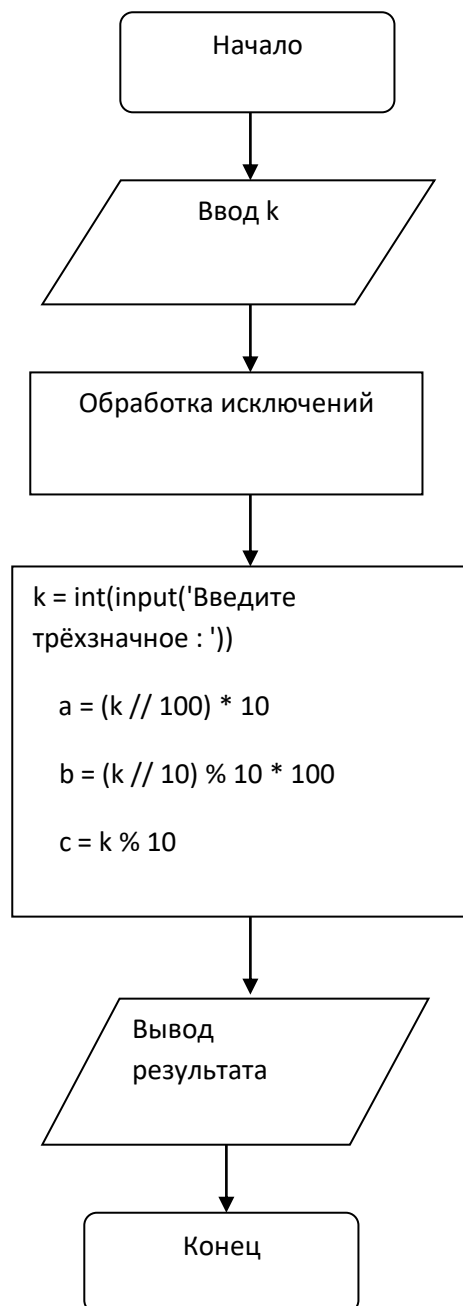 Начало
Ввод k
Обработка исключений
k = int(input('Введите
трёхзначное : '))
a = (k // 100) * 10
b = (k // 10) % 10 * 100
c = k % 10
Вывод
результата
Конец